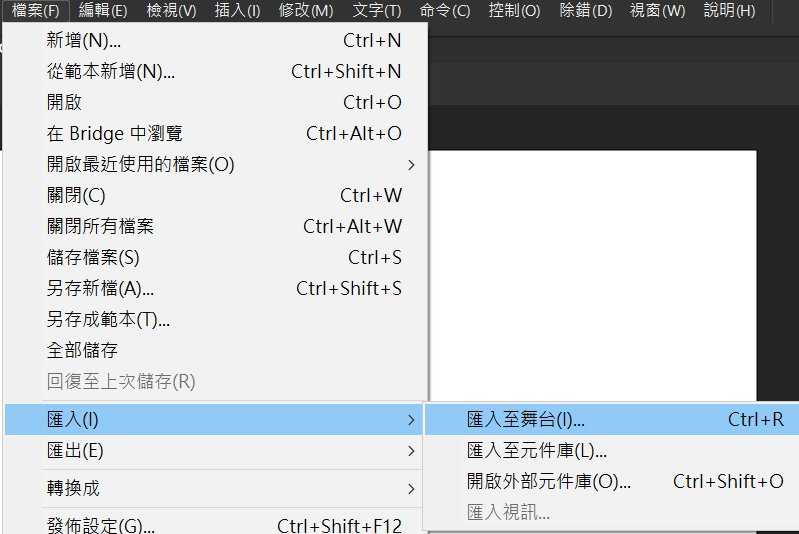 檔案(F) 編輯(E) 檢視(V) 插入(I) 修改(M) 文字(T) 命令(C) 控制(O) 除錯(D) 視窗(W) 說明(H)
新增(N)... Ctrl+N
從範本新增(N)... Ctrl+Shift+N
開啟 Ctrl+O
在 Bridge 中瀏覽 Ctrl+Alt+O
開啟最近使用的檔案(O)
關閉(C) Ctrl+W
關閉所有檔案 Ctrl+Alt+W
儲存檔案(S) Ctrl+S
另存新檔(A)... Ctrl+Shift+S
另存成範本(T)...
全部儲存
回復至上次儲存(R)
匯入(I)
匯入至舞台(I)... Ctrl+R
匯出(E)
匯入至元件庫(L)...
轉換成
開啟外部元件庫(O)... Ctrl+Shift+O
匯入視訊...
發佈設定(G)... Ctrl+Shift+F12